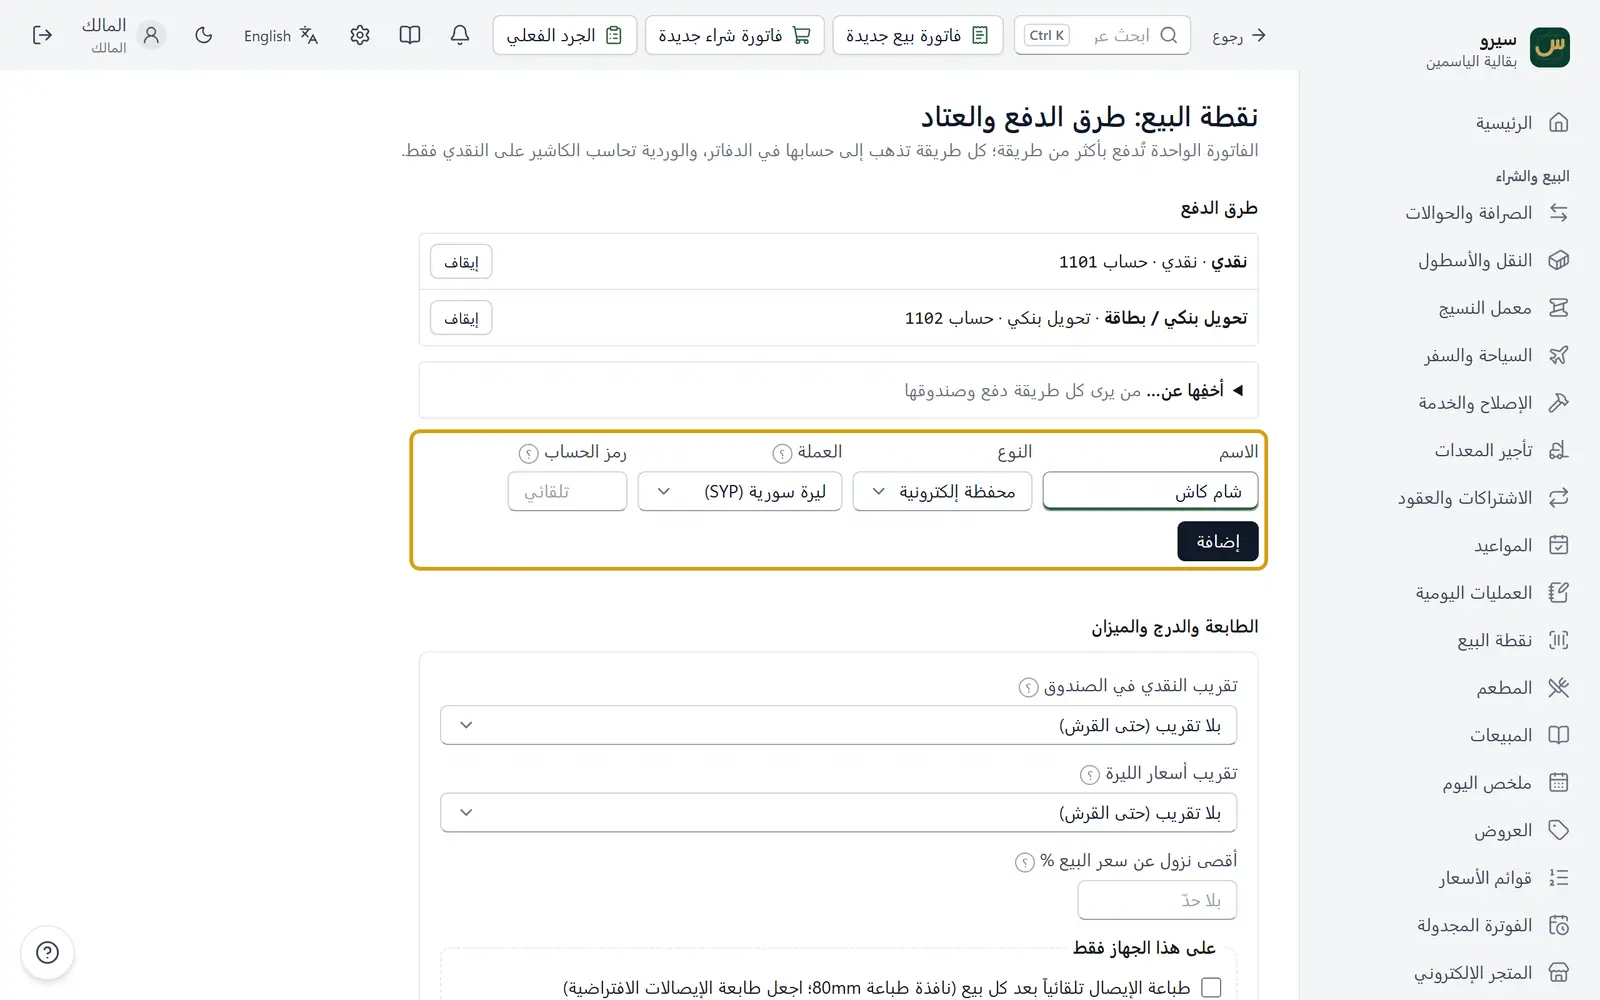 س
سيرو
بقالية الياسمين
رجوع
ابحث عر
Ctrl K
فاتورة بيع جديدة
فاتورة شراء جديدة
الجرد الفعلي
English
المالك
المالك
الرئيسية
البيع والشراء
الصرافة والحوالات
النقل والأسطول
معمل النسيج
السياحة والسفر
الإصلاح والخدمة
تأجير المعدات
الاشتراكات والعقود
المواعيد
العمليات اليومية
نقطة البيع
المطعم
المبيعات
ملخص اليوم
العروض
قوائم الأسعار
الفوترة المجدولة
المتجر الإلكتروني
نقطة البيع: طرق الدفع والعتاد
الفاتورة الواحدة تُدفع بأكثر من طريقة؛ كل طريقة تذهب إلى حسابها في الدفاتر، والوردية تحاسب الكاشير على النقدي فقط.
طرق الدفع
نقدي · نقدي · حساب 1101
إيقاف
تحويل بنكي / بطاقة · تحويل بنكي · حساب 1102
إيقاف
أخفِها عن... من يرى كل طريقة دفع وصندوقها
الاسم
النوع
العملة ؟
رمز الحساب ؟
شام كاش
محفظة إلكترونية
ليرة سورية (SYP)
تلقائي
إضافة
الطابعة والدرج والميزان
تقريب النقدي في الصندوق ؟
بلا تقريب (حتى القرش)
تقريب أسعار الليرة ؟
بلا تقريب (حتى القرش)
أقصى نزول عن سعر البيع % ؟
بلا حدّ
على هذا الجهاز فقط
طباعة الإيصال تلقائياً بعد كل بيع (نافذة طباعة 80mm؛ اجعل طابعة الإيصالات الافتراضية)